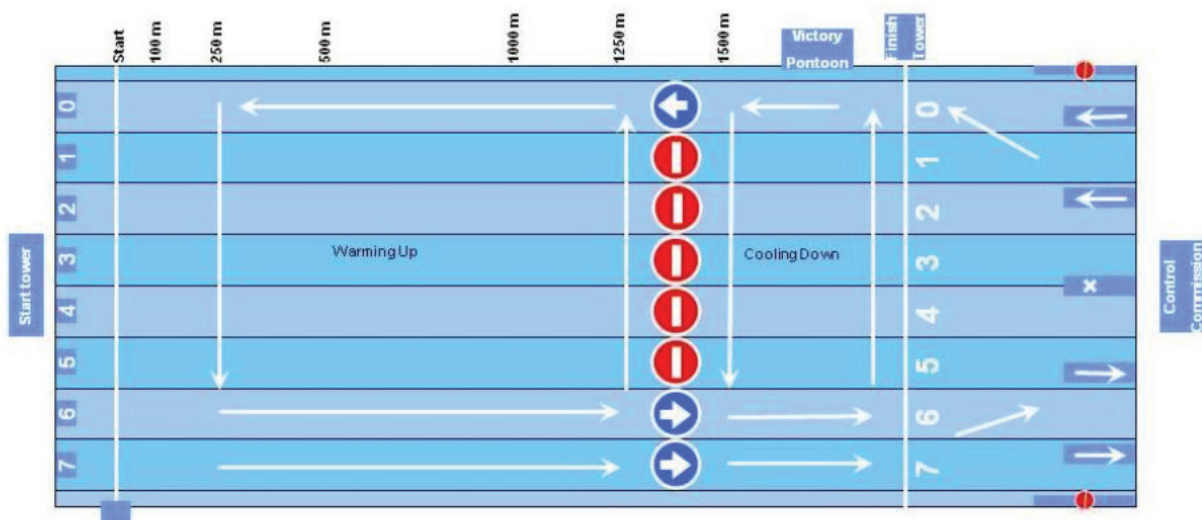 Start
100 m
250 m
500 m
1000 m
1250 m
1500 m
Victory
Pontoon
Finish
Tower
0
1
2
3
4
5
6
7
Start tower
Warming Up
Cooling Down
0
1
2
3
4
5
6
7
x
Control
Commission